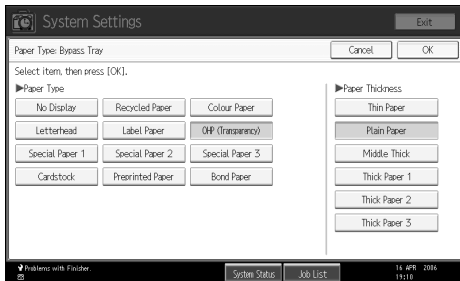 System Settings
Exit
Paper Type: Bypass Tray
Cancel
OK
Select item, then press [OK].
▶Paper Type
▶Paper Thickness
No Display
Recycled Paper
Colour Paper
Thin Paper
Letterhead
Label Paper
OHP (Transparency)
Plain Paper
Special Paper 1
Special Paper 2
Special Paper 3
Middle Thick
Cardstock
Preprinted Paper
Bond Paper
Thick Paper 1
Thick Paper 2
Thick Paper 3
Problems with Finisher.
System Status
Job List
16 APR 2006
19:10